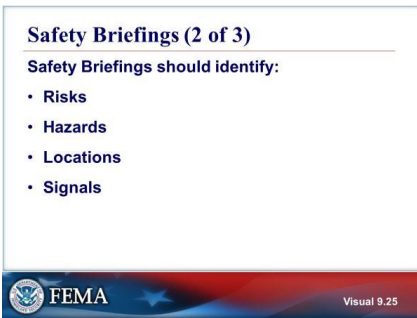 Safety Briefings (2 of 3)
Safety Briefings should identify:
• Risks
• Hazards
• Locations
• Signals
FEMA
Visual 9.25